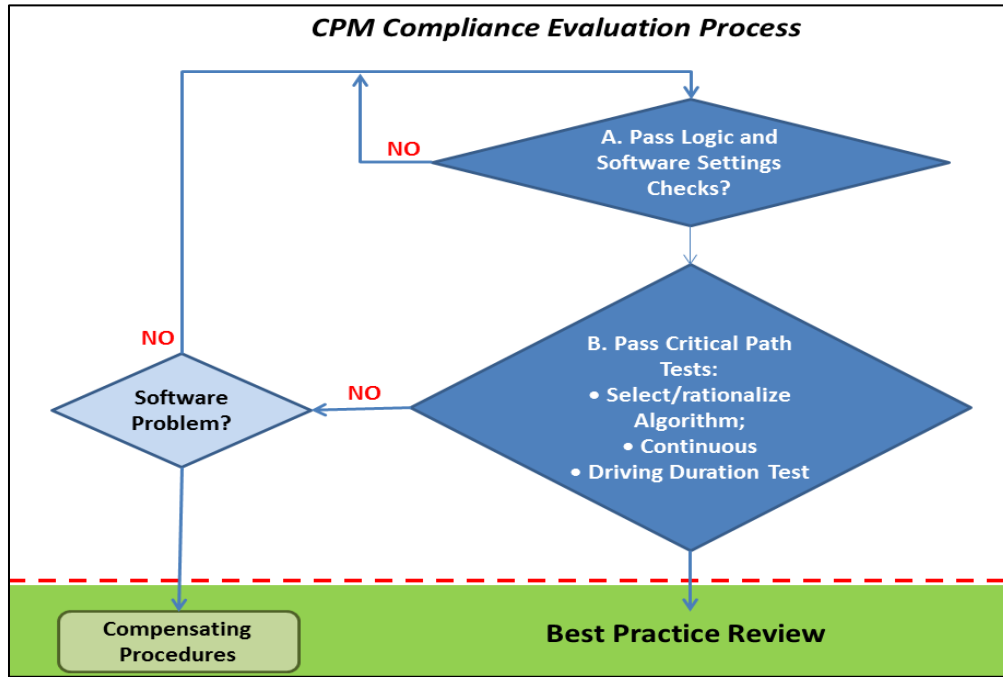 CPM Compliance Evaluation Process
A. Pass Logic and
Software Settings
Checks?
NO
B. Pass Critical Path
Tests:
• Select/rationalize
Algorithm;
• Continuous
• Driving Duration Test
NO
Software
Problem?
NO
Compensating
Procedures
Best Practice Review